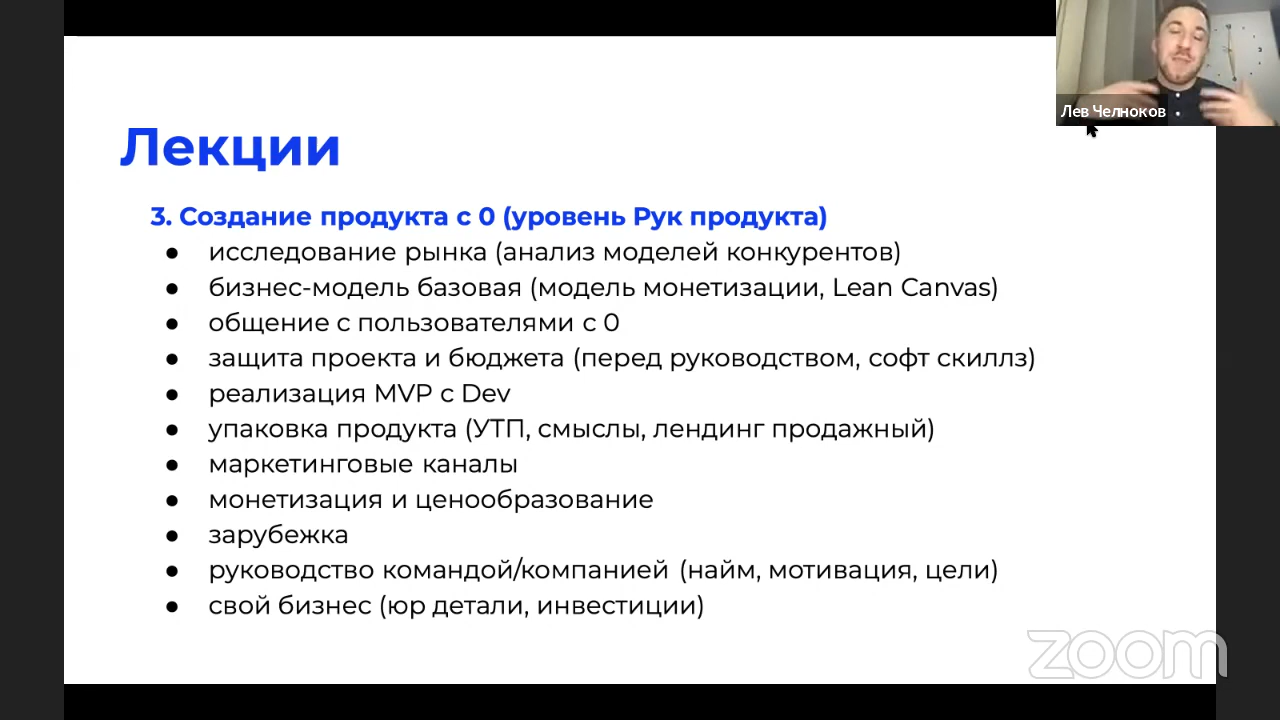 Лев Челноков
Лекции
3. Создание продукта с 0 (уровень Рук продукта)
● исследование рынка (анализ моделей конкурентов)
● бизнес-модель базовая (модель монетизации, Lean Canvas)
● общение с пользователями с 0
● защита проекта и бюджета (перед руководством, софт скиллз)
● реализация MVP с Dev
● упаковка продукта (УТП, смыслы, лендинг продажный)
● маркетинговые каналы
● монетизация и ценообразование
● зарубежка
● руководство командой/компанией (найм, мотивация, цели)
● свой бизнес (юр детали, инвестиции)
zoom